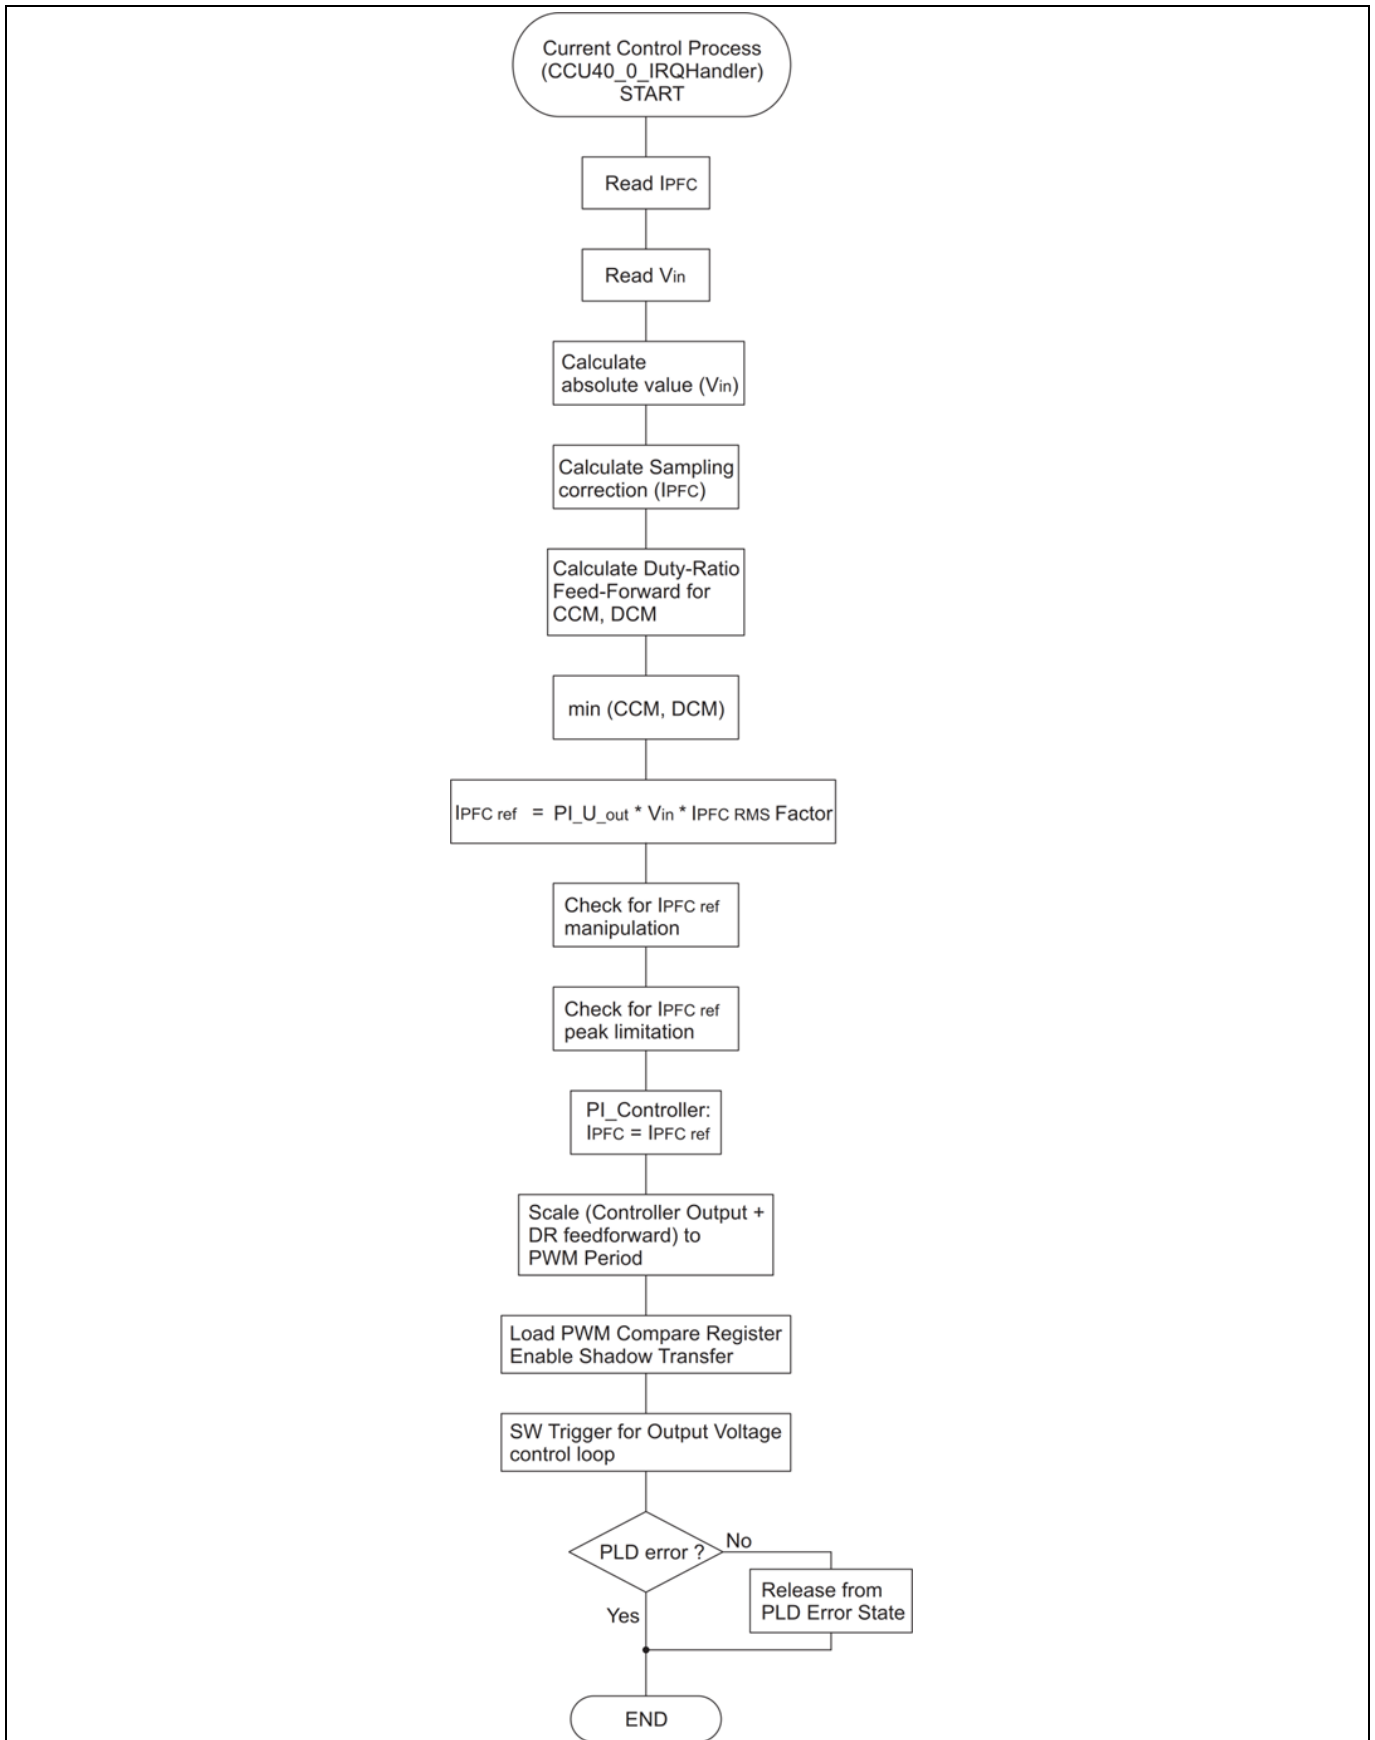 Current Control Process
(CCU40_0_IRQHandler)
START
Read IPFC
Read Vin
Calculate
absolute value (Vin)
Calculate Sampling
correction (IPFC)
Calculate Duty-Ratio
Feed-Forward for
CCM, DCM
min (CCM, DCM)
IPFC ref = PI_U_out * Vin * IPFC RMS Factor
Check for IPFC ref
manipulation
Check for IPFC ref
peak limitation
PI_Controller:
IPFC = IPFC ref
Scale (Controller Output +
DR feedforward) to
PWM Period
Load PWM Compare Register
Enable Shadow Transfer
SW Trigger for Output Voltage
control loop
PLD error ?
No
Release from
PLD Error State
Yes
END